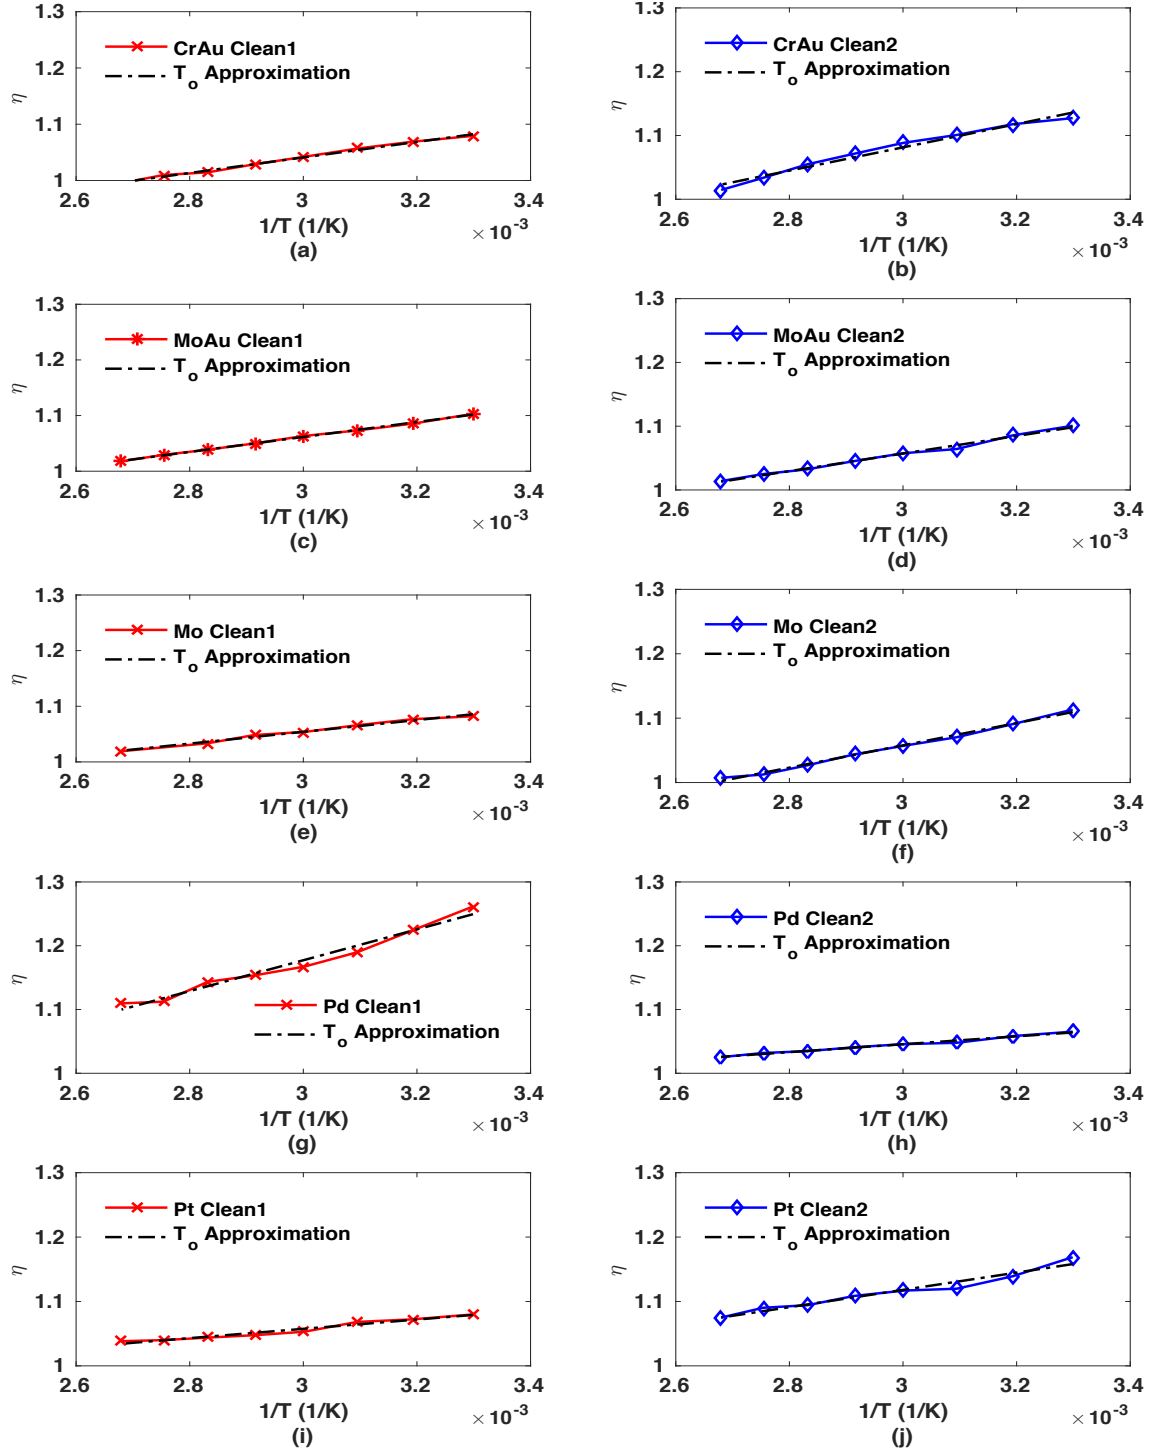 1.3
CrAu Clean1
1.2
T_o Approximation
η
1.1
1
2.6 2.8 3 3.2 3.4
1/T (1/K) × 10^-3
(a)
1.3
CrAu Clean2
1.2
T_o Approximation
η
1.1
1
2.6 2.8 3 3.2 3.4
1/T (1/K) × 10^-3
(b)
1.3
MoAu Clean1
1.2
T_o Approximation
η
1.1
1
2.6 2.8 3 3.2 3.4
1/T (1/K) × 10^-3
(c)
1.3
MoAu Clean2
1.2
T_o Approximation
η
1.1
1
2.6 2.8 3 3.2 3.4
1/T (1/K) × 10^-3
(d)
1.3
Mo Clean1
1.2
T_o Approximation
η
1.1
1
2.6 2.8 3 3.2 3.4
1/T (1/K) × 10^-3
(e)
1.3
Mo Clean2
1.2
T_o Approximation
η
1.1
1
2.6 2.8 3 3.2 3.4
1/T (1/K) × 10^-3
(f)
1.3
1.2
η
1.1
Pd Clean1
T_o Approximation
1
2.6 2.8 3 3.2 3.4
1/T (1/K) × 10^-3
(g)
1.3
Pd Clean2
1.2
T_o Approximation
η
1.1
1
2.6 2.8 3 3.2 3.4
1/T (1/K) × 10^-3
(h)
1.3
Pt Clean1
1.2
T_o Approximation
η
1.1
1
2.6 2.8 3 3.2 3.4
1/T (1/K) × 10^-3
(i)
1.3
Pt Clean2
1.2
T_o Approximation
η
1.1
1
2.6 2.8 3 3.2 3.4
1/T (1/K) × 10^-3
(j)